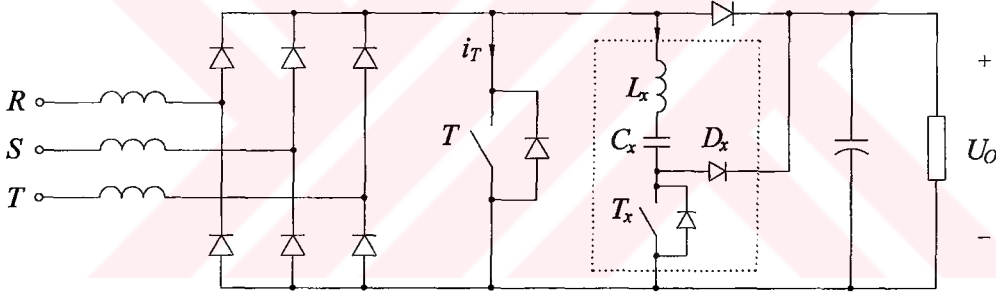 i_T
+
L_x
R
T
C_x
D_x
S
U_O
T
T_x
−